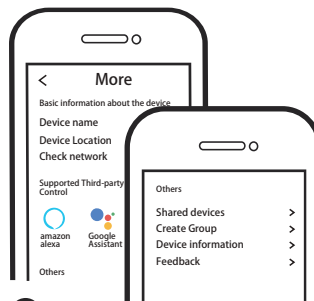 <
More
Basic information about the device
Device name
Device Location
Check network
Supported Third-party
Control
amazon
alexa
Google
Assistant
Others
Others
Shared devices >
Create Group >
Device information >
Feedback >